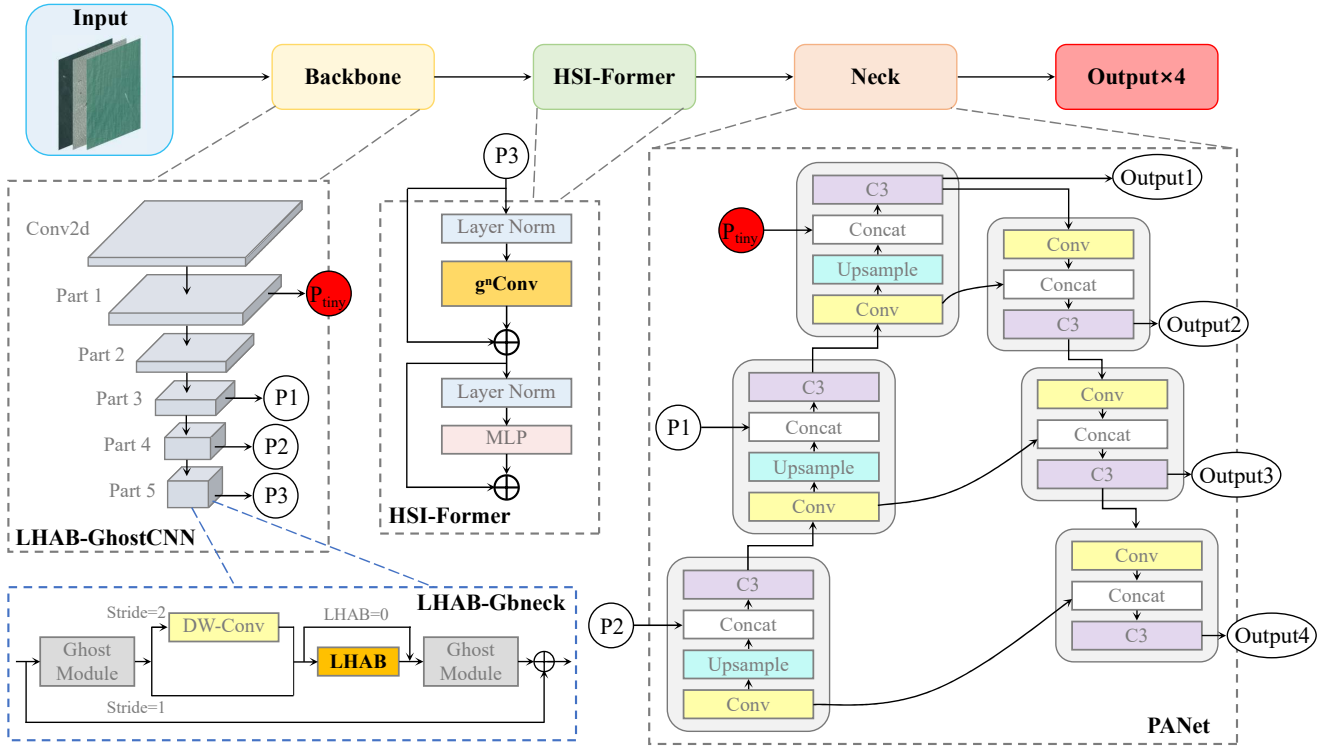 Input
Backbone
HSI-Former
Neck
Output×4
Conv2d
Part 1
P_tiny
Part 2
Part 3
P1
Part 4
P2
Part 5
P3
LHAB-GhostCNN
P3
Layer Norm
gⁿConv
Layer Norm
MLP
HSI-Former
LHAB-Gbneck
Stride=2
DW-Conv
LHAB=0
Ghost
Module
LHAB
Ghost
Module
Stride=1
C3
Output1
P_tiny
Concat
Upsample
Conv
Conv
Concat
C3
Output2
C3
P1
Concat
Upsample
Conv
Conv
Concat
C3
Output3
C3
P2
Concat
Upsample
Conv
Conv
Concat
C3
Output4
PANet